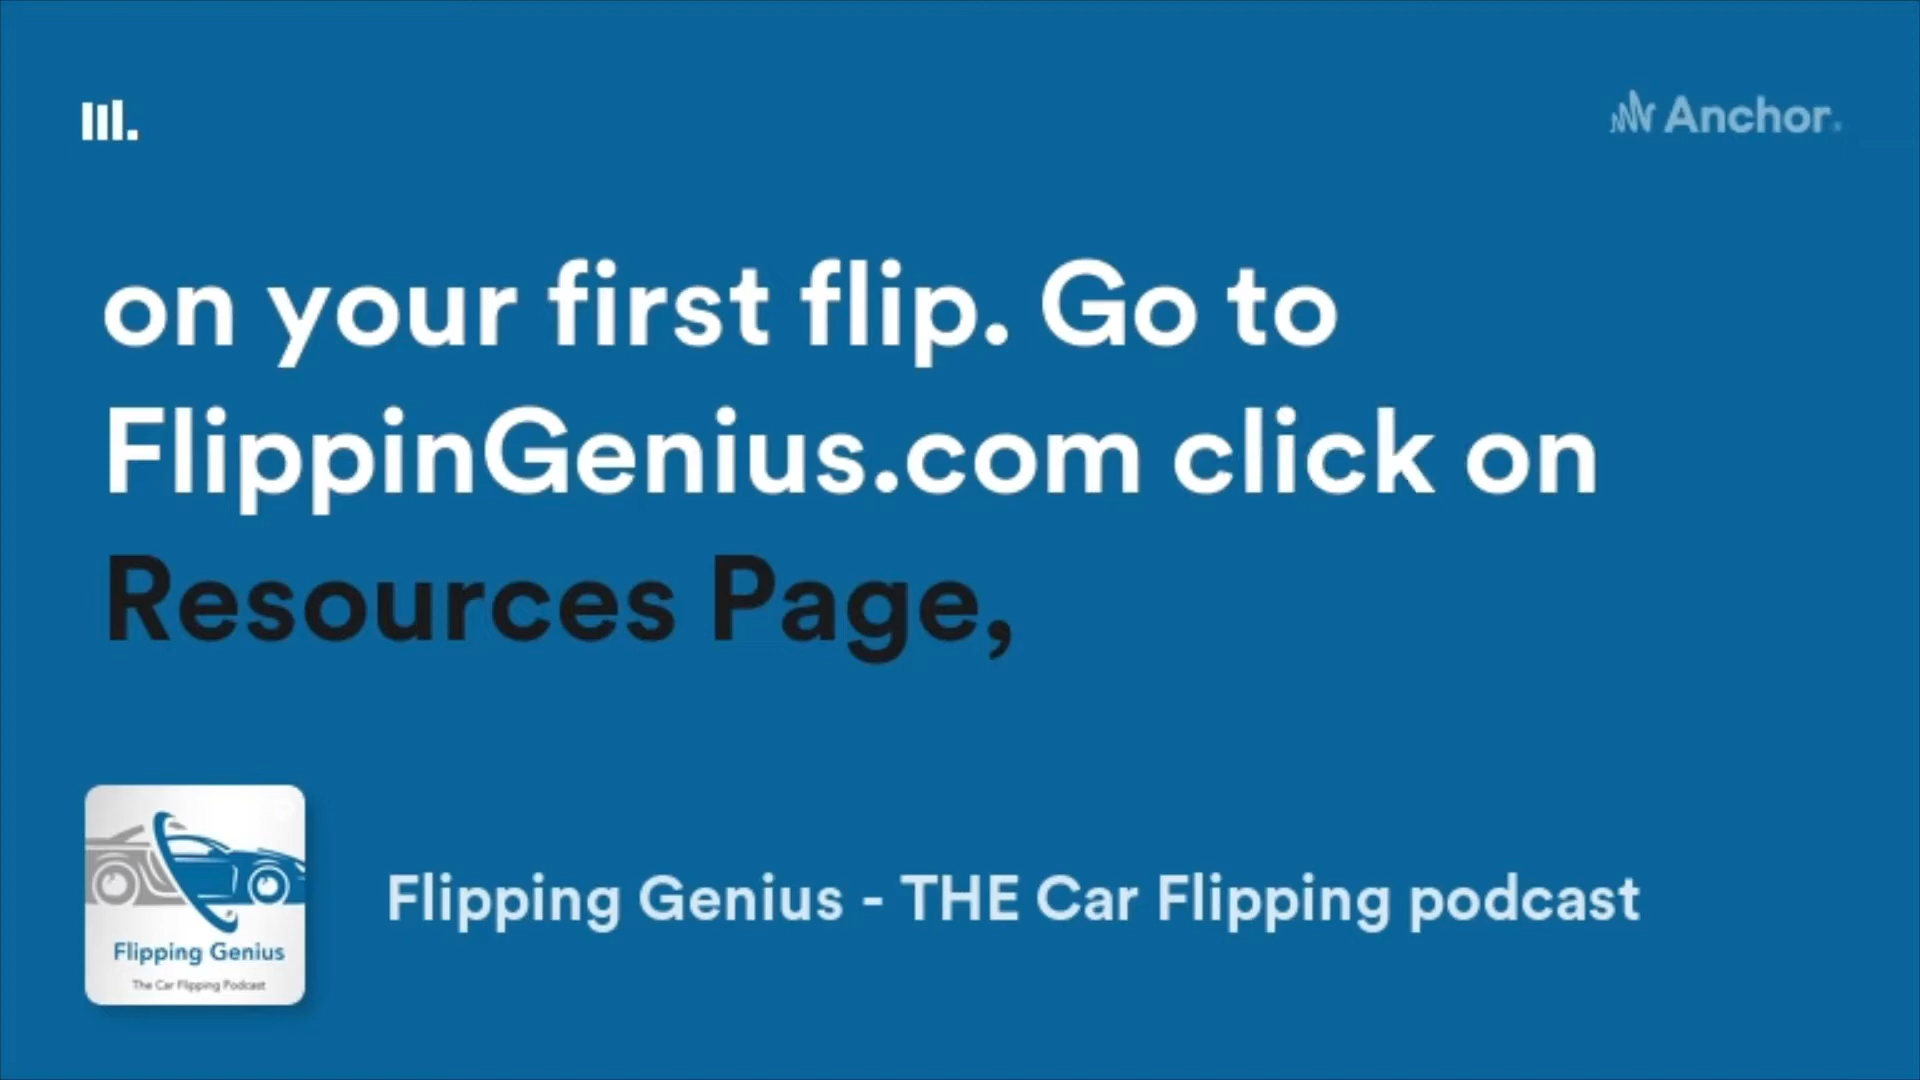 Anchor.
on your first flip. Go to
FlippinGenius.com click on
Resources Page,
Flipping Genius
The Car Flipping Podcast
Flipping Genius - THE Car Flipping podcast